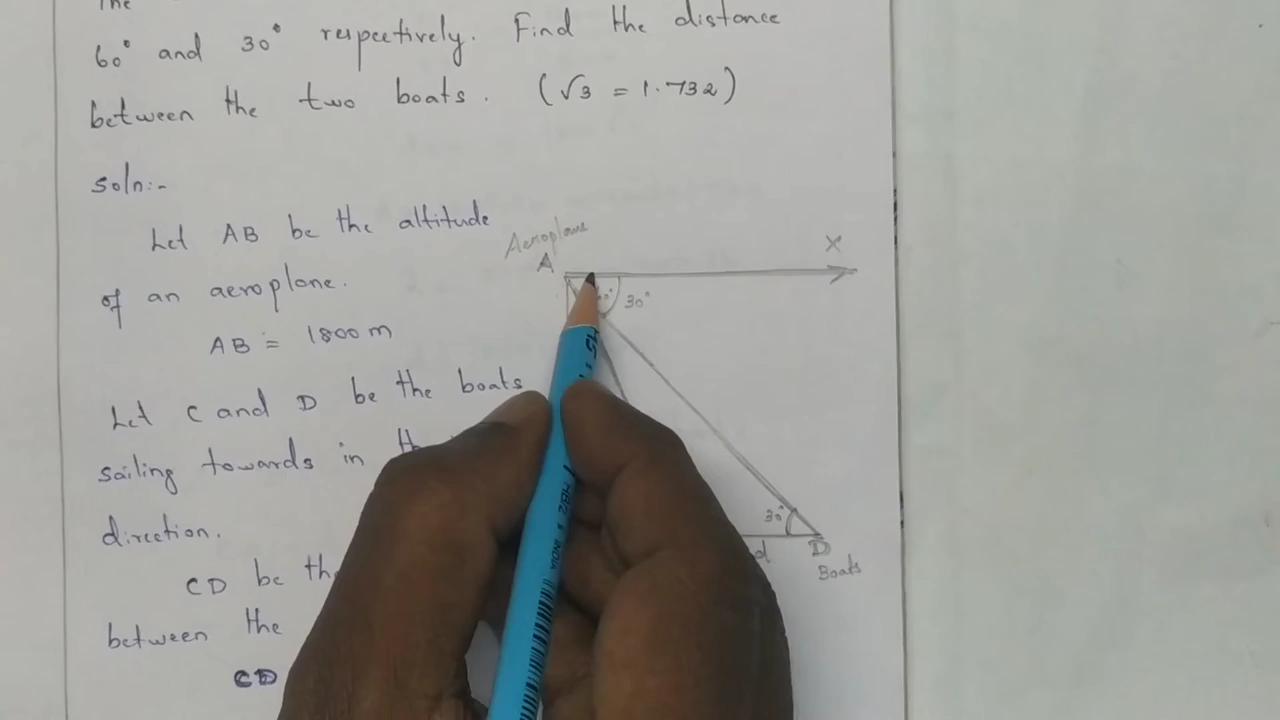 The
60° and 30° respectively. Find the distance
between the two boats. (√3 = 1.732)
Soln:-
Let AB be the altitude
of an aeroplane.
AB = 1800 m
Let C and D be the boats
sailing towards in
direction.
CD be
between the
CD
Aeroplane
A
X
30°
30°
d
D
Boats
HB2 INDIA